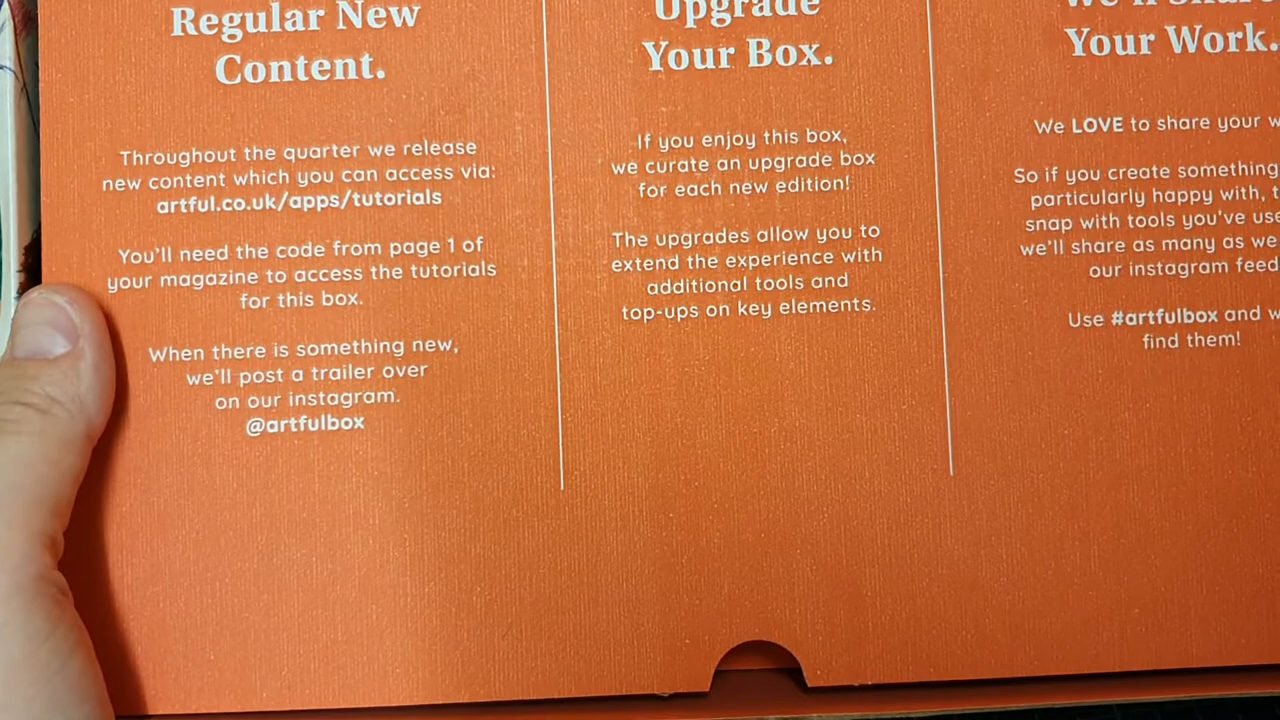 Regular New
Content.
Throughout the quarter we release
new content which you can access via:
artful.co.uk/apps/tutorials
You'll need the code from page 1 of
your magazine to access the tutorials
for this box.
When there is something new,
we'll post a trailer over
on our instagram.
@artfulbox
Upgrade
Your Box.
If you enjoy this box,
we curate an upgrade box
for each new edition!
The upgrades allow you to
extend the experience with
additional tools and
top-ups on key elements.
We'll Share
Your Work.
We LOVE to share your
So if you create something
particularly happy with,
snap with tools you've
we'll share as many as we
our instagram feed
Use #artfulbox and
find them!